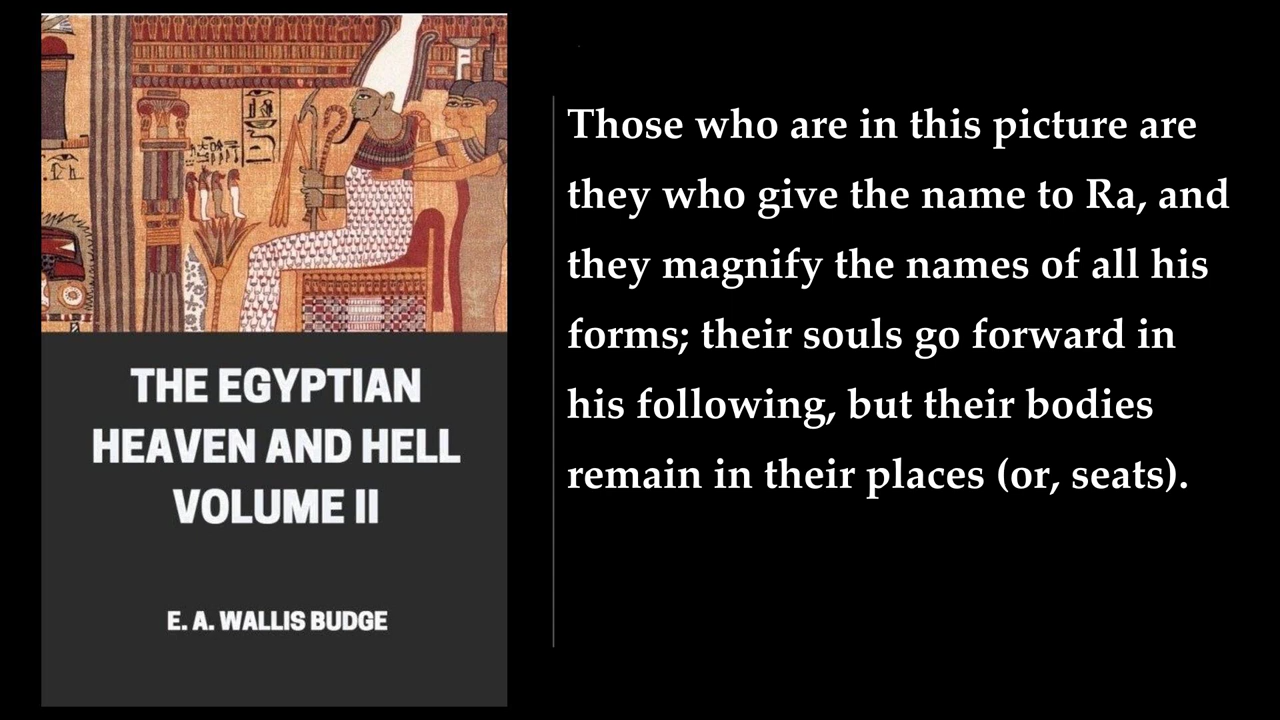 THE EGYPTIAN
HEAVEN AND HELL
VOLUME II
E. A. WALLIS BUDGE
Those who are in this picture are
they who give the name to Ra, and
they magnify the names of all his
forms; their souls go forward in
his following, but their bodies
remain in their places (or, seats).